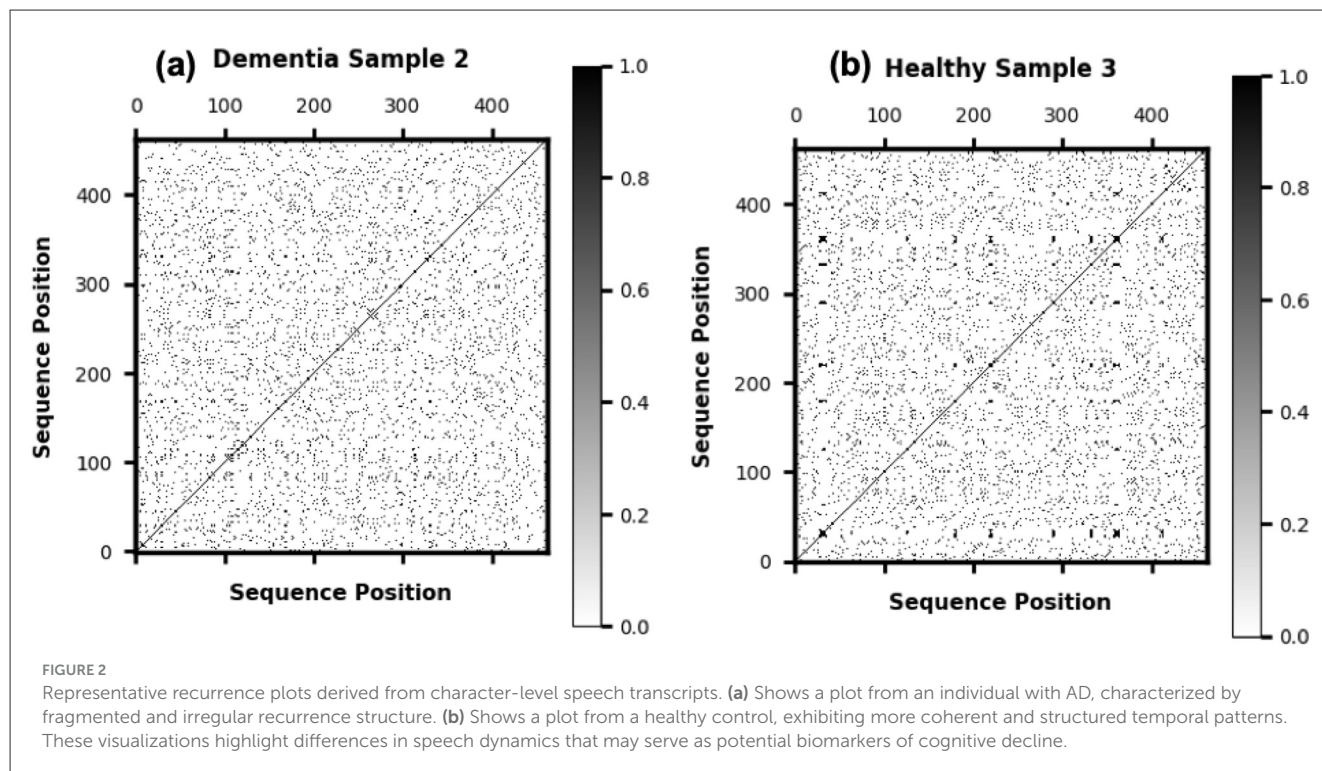 (a) Dementia Sample 2
1.0
0 100 200 300 400
0.8
400
0.6
300
Sequence Position
200
0.4
100
0.2
0
Sequence Position
0.0
(b) Healthy Sample 3
1.0
0 100 200 300 400
0.8
400
0.6
300
Sequence Position
200
0.4
100
0.2
0
Sequence Position
0.0
FIGURE 2
Representative recurrence plots derived from character-level speech transcripts. (a) Shows a plot from an individual with AD, characterized by
fragmented and irregular recurrence structure. (b) Shows a plot from a healthy control, exhibiting more coherent and structured temporal patterns.
These visualizations highlight differences in speech dynamics that may serve as potential biomarkers of cognitive decline.